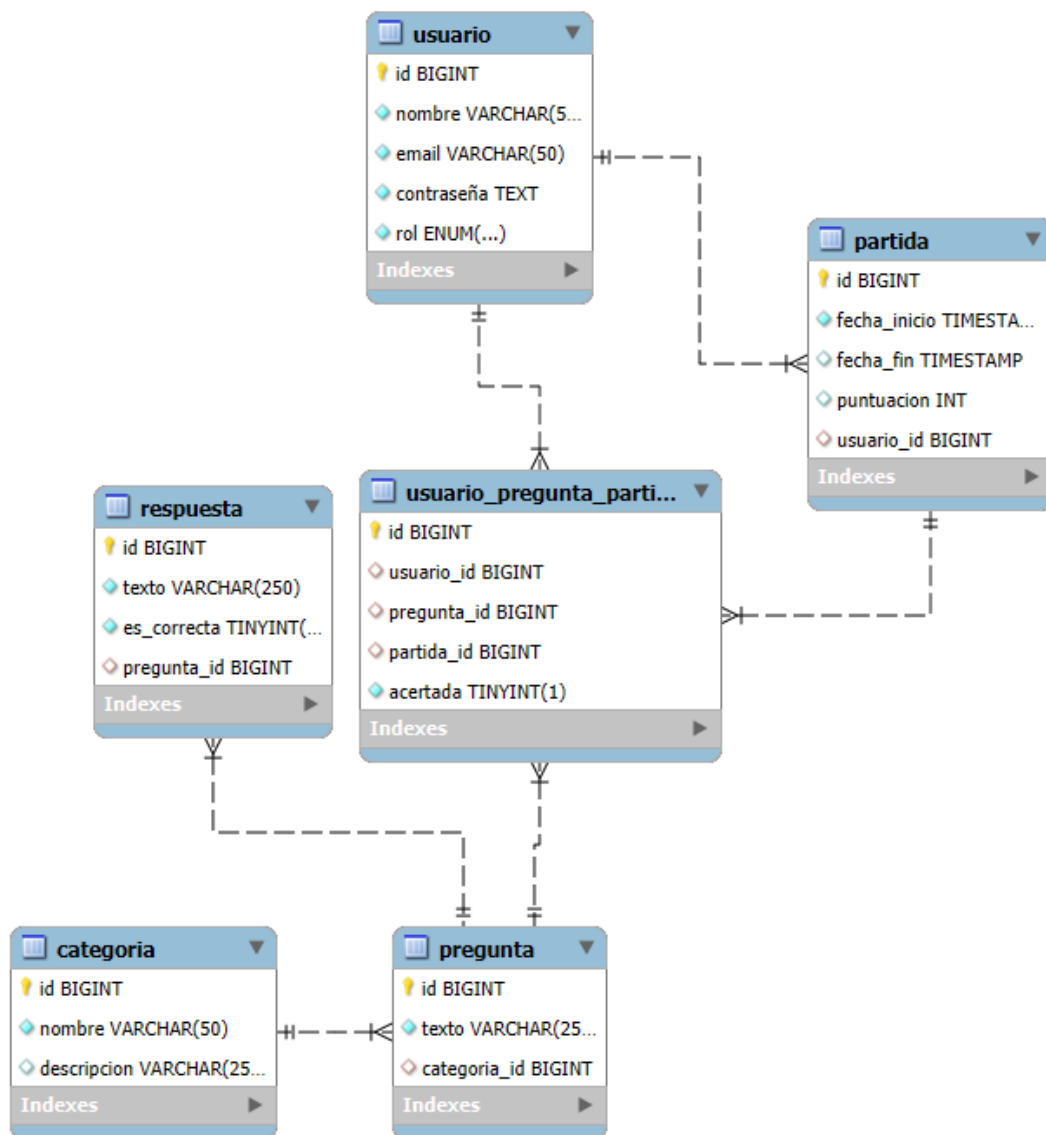 usuario
id BIGINT
nombre VARCHAR(5...
email VARCHAR(50)
contraseña TEXT
rol ENUM(...)
Indexes
partida
id BIGINT
fecha_inicio TIMESTA...
fecha_fin TIMESTAMP
puntuacion INT
usuario_id BIGINT
Indexes
respuesta
id BIGINT
texto VARCHAR(250)
es_correcta TINYINT(...
pregunta_id BIGINT
Indexes
usuario_pregunta_parti...
id BIGINT
usuario_id BIGINT
pregunta_id BIGINT
partida_id BIGINT
acertada TINYINT(1)
Indexes
categoria
id BIGINT
nombre VARCHAR(50)
descripcion VARCHAR(25...
Indexes
pregunta
id BIGINT
texto VARCHAR(25...
categoria_id BIGINT
Indexes